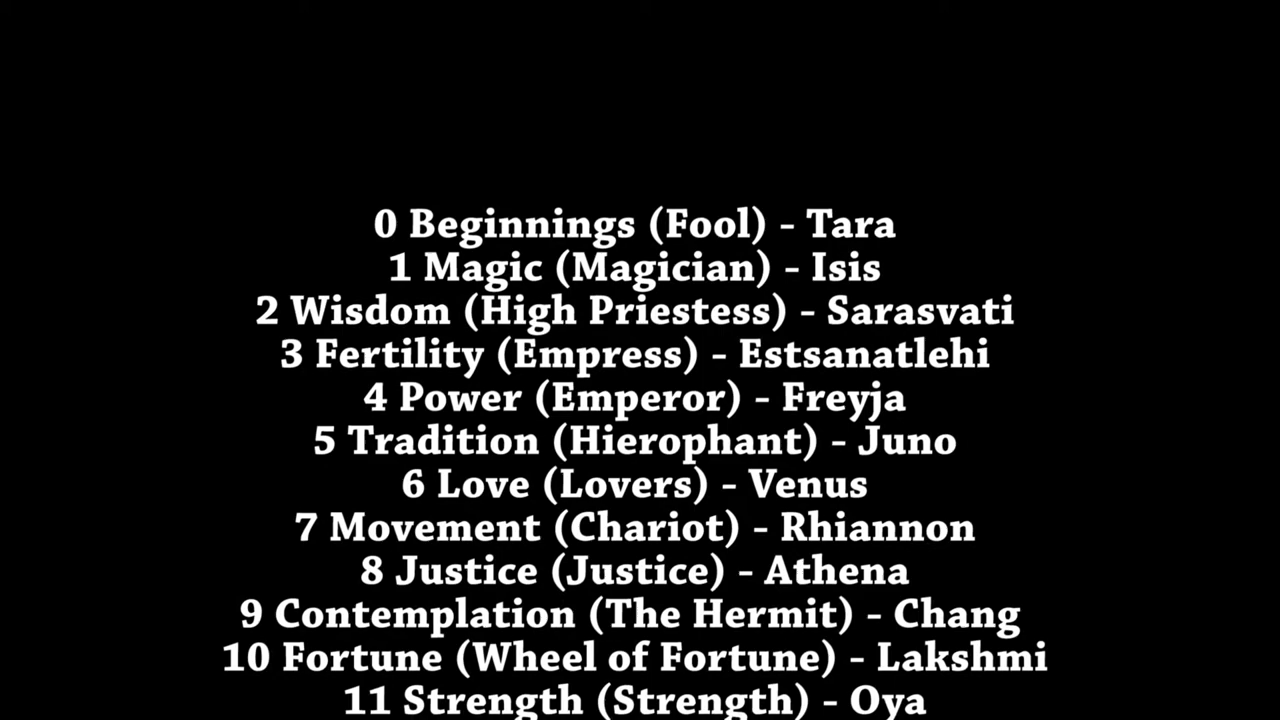 0 Beginnings (Fool) - Tara
1 Magic (Magician) - Isis
2 Wisdom (High Priestess) - Sarasvati
3 Fertility (Empress) - Estsanatlehi
4 Power (Emperor) - Freyja
5 Tradition (Hierophant) - Juno
6 Love (Lovers) - Venus
7 Movement (Chariot) - Rhiannon
8 Justice (Justice) - Athena
9 Contemplation (The Hermit) - Chang
10 Fortune (Wheel of Fortune) - Lakshmi
11 Strength (Strength) - Oya